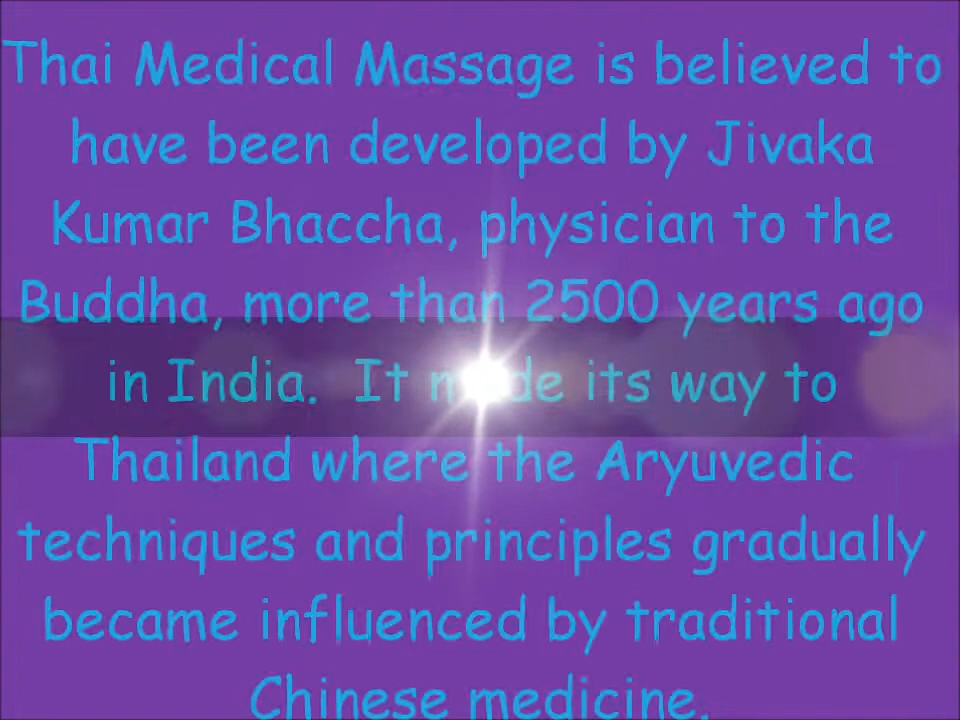 Thai Medical Massage is believed to
have been developed by Jivaka
Kumar Bhaccha, physician to the
Buddha, more than 2500 years ago
in India. It made its way to
Thailand where the Aryuvedic
techniques and principles gradually
became influenced by traditional
Chinese medicine.